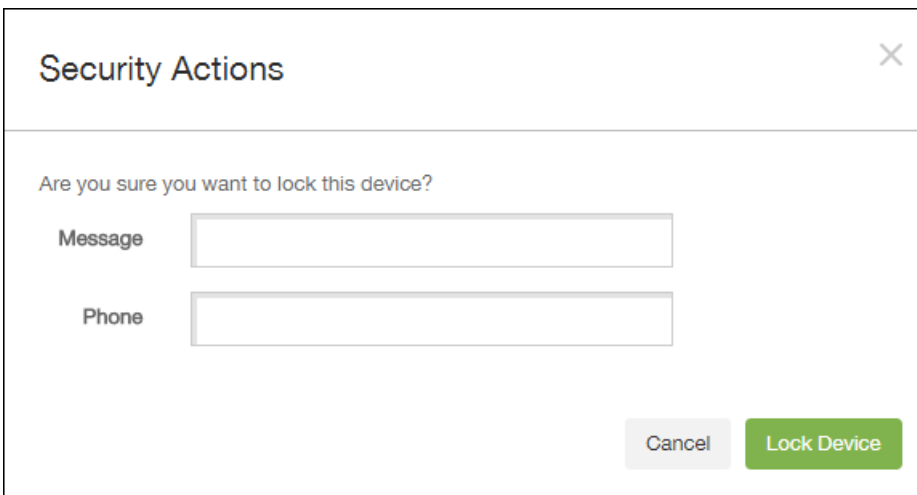 Security Actions
Are you sure you want to lock this device?
Message
Phone
Cancel Lock Device